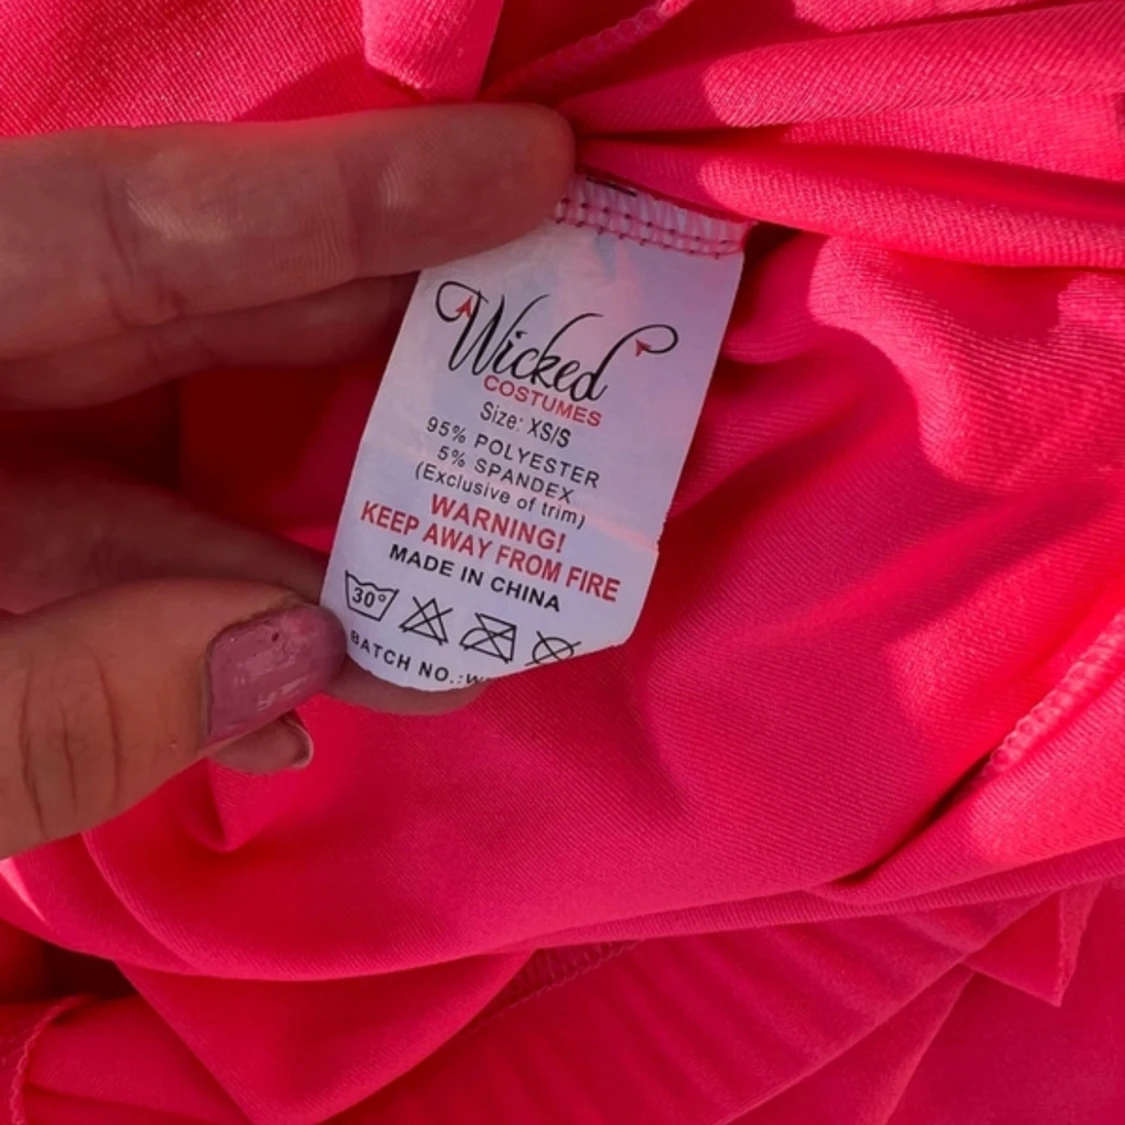 Wicked
COSTUMES
Size: XS/S
95% POLYESTER
5% SPANDEX
(Exclusive of trim)
WARNING!
KEEP AWAY FROM FIRE
MADE IN CHINA
30°
BATCH NO.:W